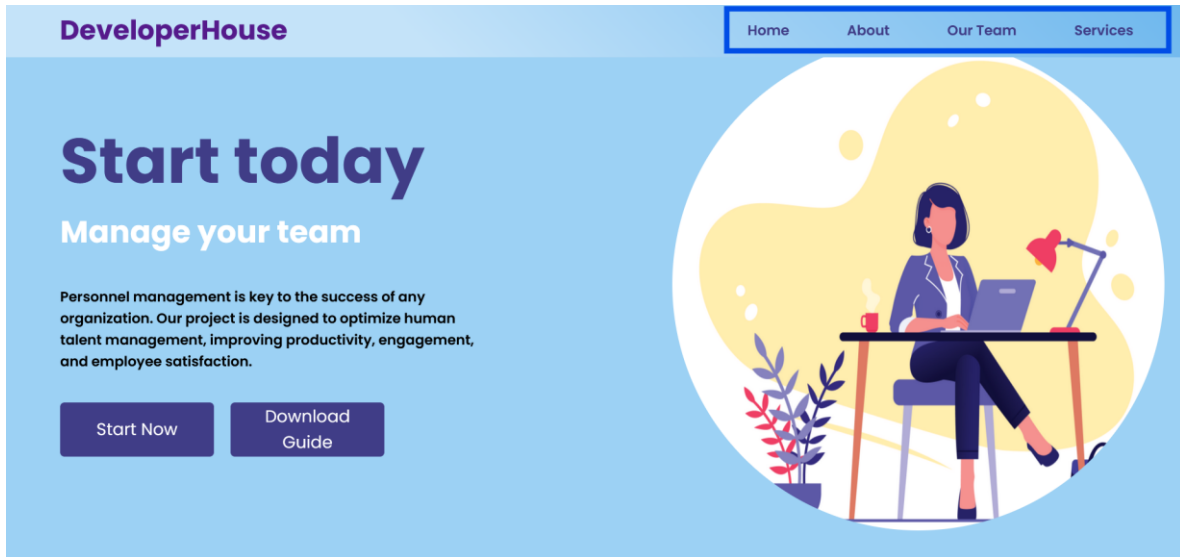 DeveloperHouse
Home About Our Team Services
Start today
Manage your team
Personnel management is key to the success of any
organization. Our project is designed to optimize human
talent management, improving productivity, engagement,
and employee satisfaction.
Start Now
Download
Guide